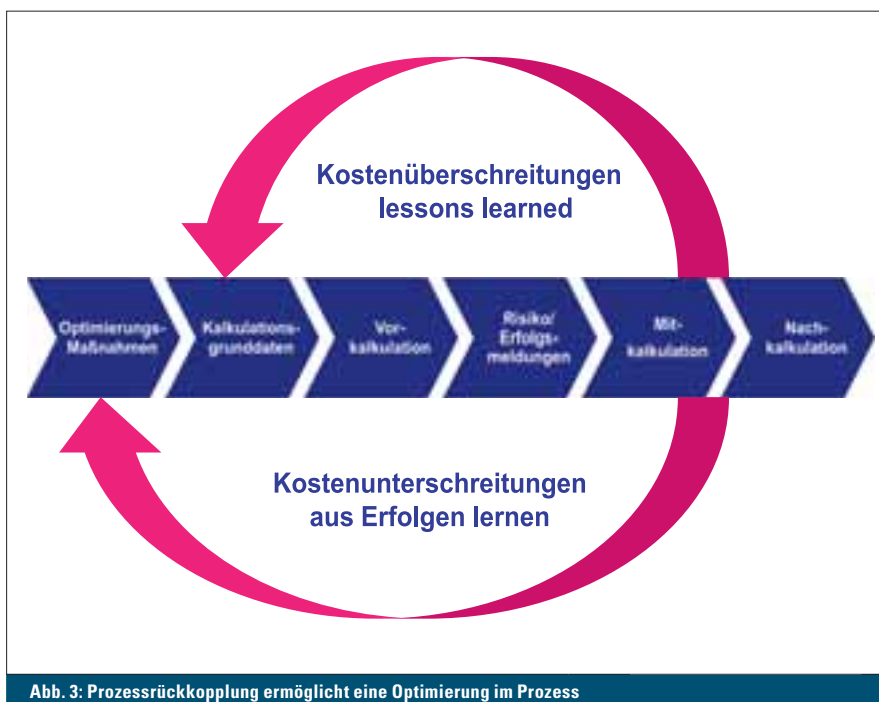 Kostenüberschreitungen
lessons learned
Optimierungs-
Maßnahmen
Kalkulations-
grunddaten
Vor-
kalkulation
Risiko/
Erfolgs-
meldungen
Mit-
kalkulation
Nach-
kalkulation
Kostenunterschreitungen
aus Erfolgen lernen
Abb. 3: Prozessrückkopplung ermöglicht eine Optimierung im Prozess